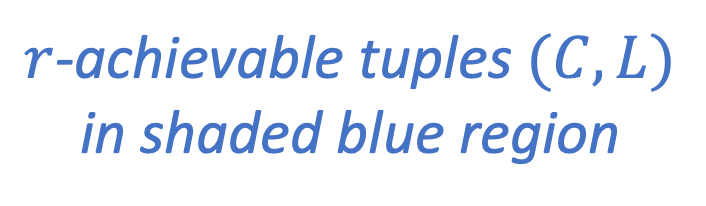 r-achievable tuples (C, L)
in shaded blue region